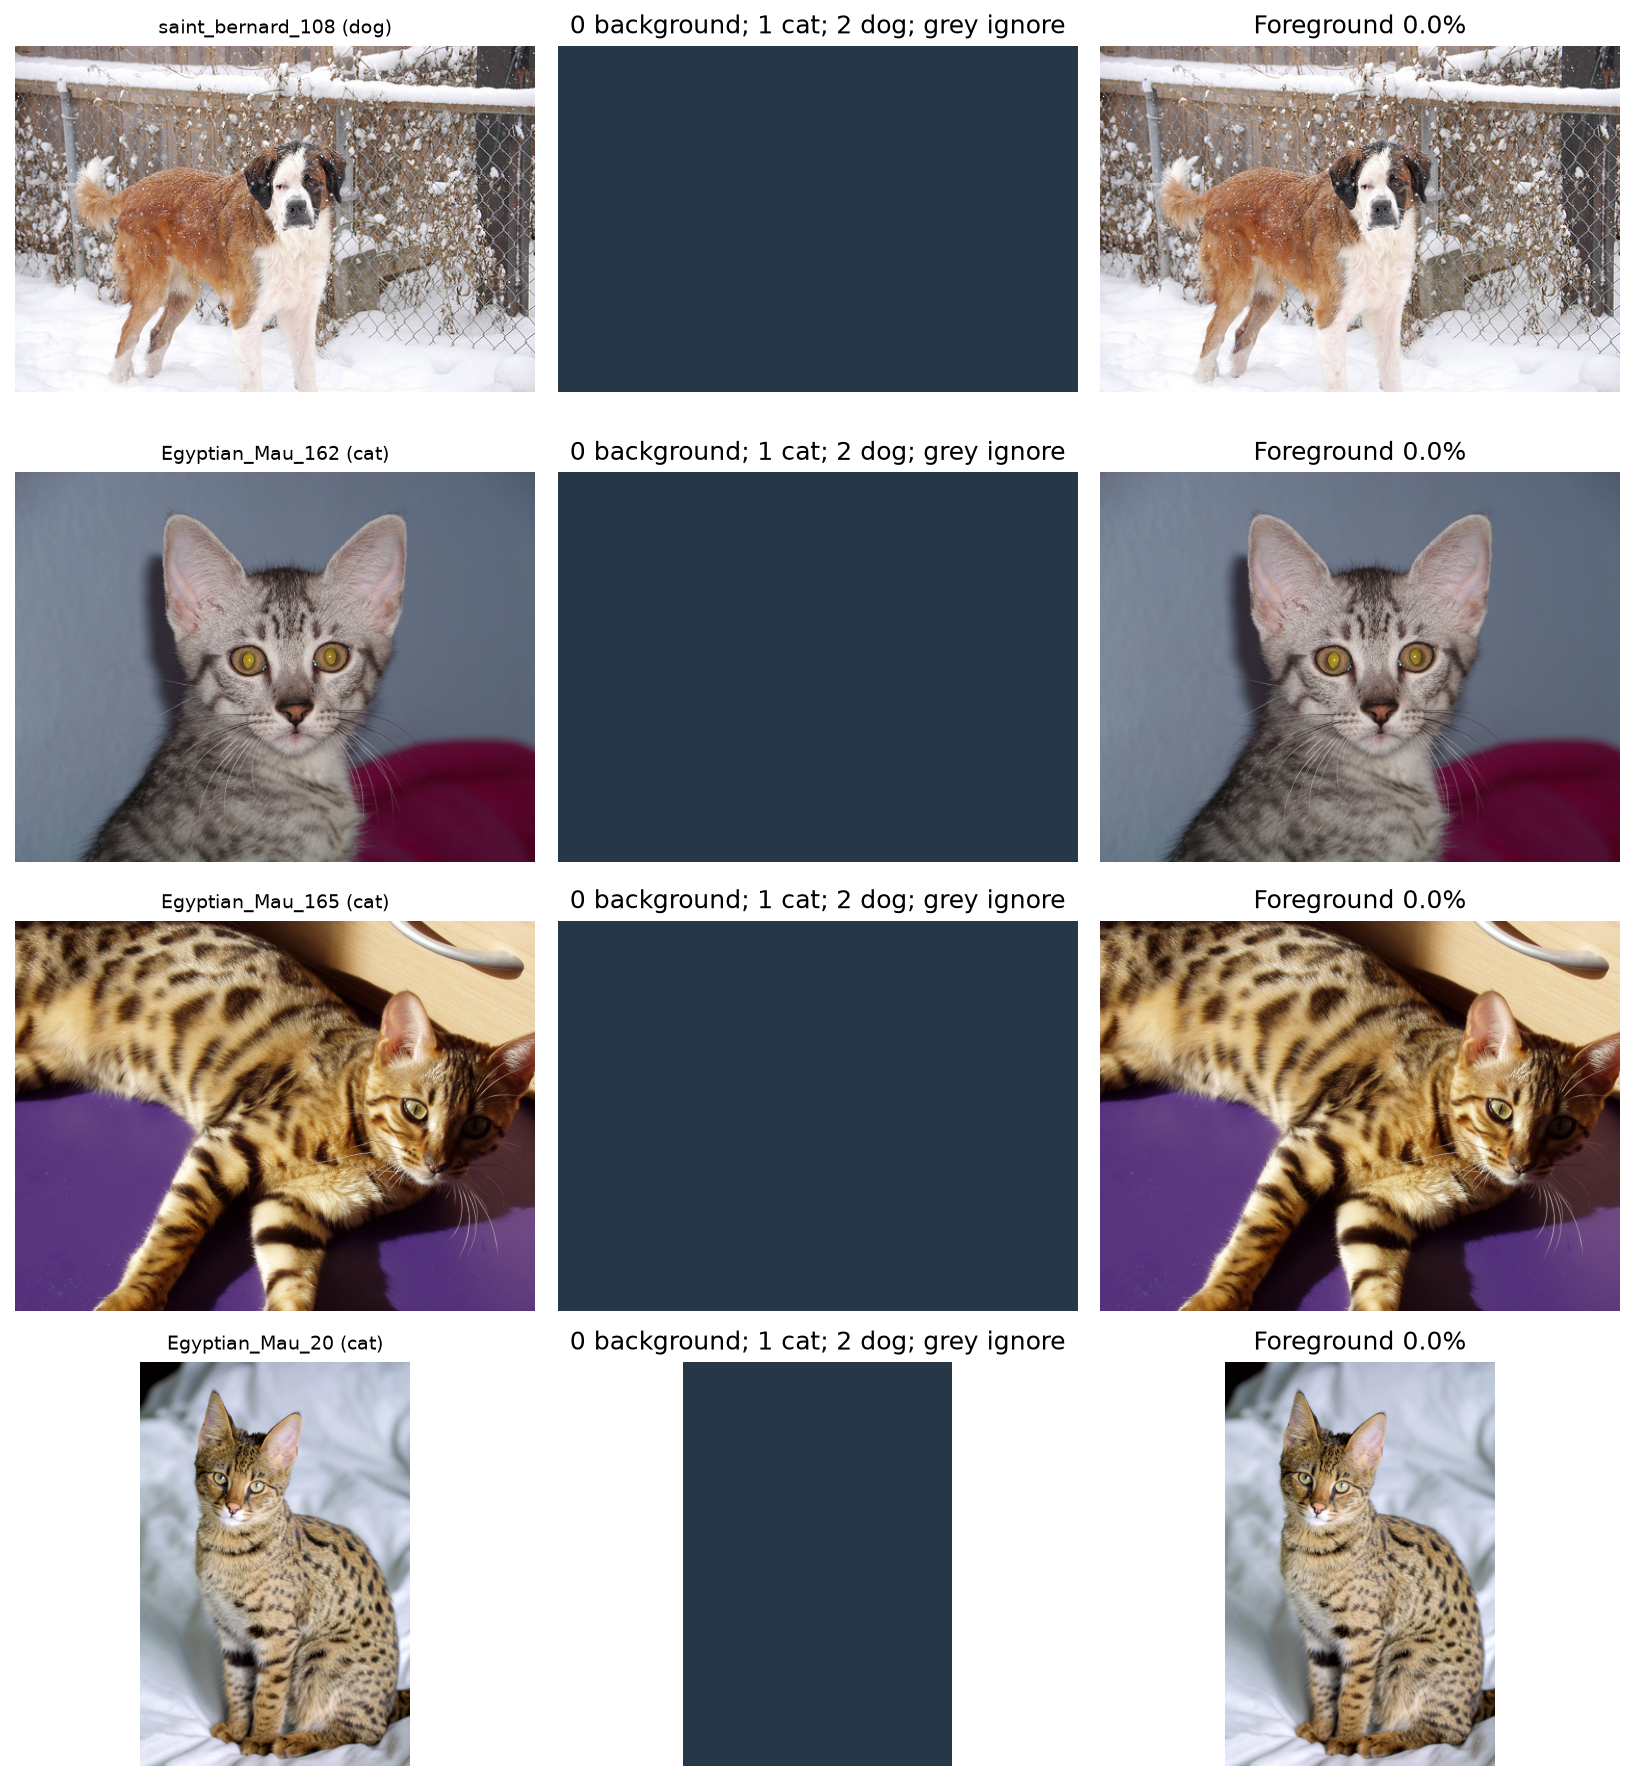 saint_bernard_108 (dog)
0 background; 1 cat; 2 dog; grey ignore
Foreground 0.0%
Egyptian_Mau_162 (cat)
0 background; 1 cat; 2 dog; grey ignore
Foreground 0.0%
Egyptian_Mau_165 (cat)
0 background; 1 cat; 2 dog; grey ignore
Foreground 0.0%
Egyptian_Mau_20 (cat)
0 background; 1 cat; 2 dog; grey ignore
Foreground 0.0%